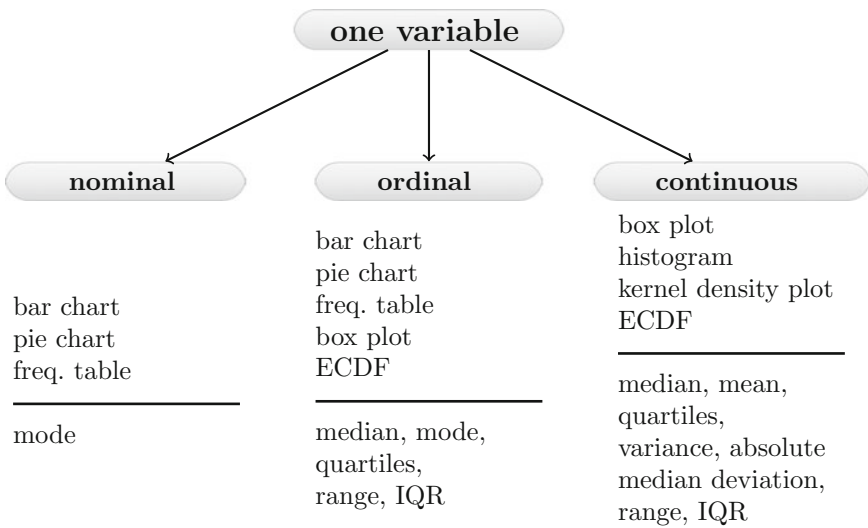 one variable
nominal
ordinal
continuous
bar chart
pie chart
freq. table
mode
bar chart
pie chart
freq. table
box plot
ECDF
median, mode,
quartiles,
range, IQR
box plot
histogram
kernel density plot
ECDF
median, mean,
quartiles,
variance, absolute
median deviation,
range, IQR